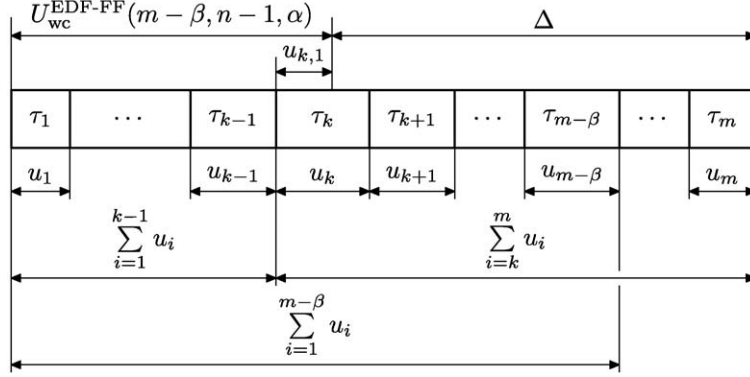 U_wc^EDF-FF(m − β, n − 1, α) Δ
u_{k,1}
τ_1 ⋯ τ_{k−1} τ_k τ_{k+1} ⋯ τ_{m−β} ⋯ τ_m
u_1 u_{k−1} u_k u_{k+1} u_{m−β} u_m
∑_{i=1}^{k−1} u_i ∑_{i=k}^{m} u_i
∑_{i=1}^{m−β} u_i